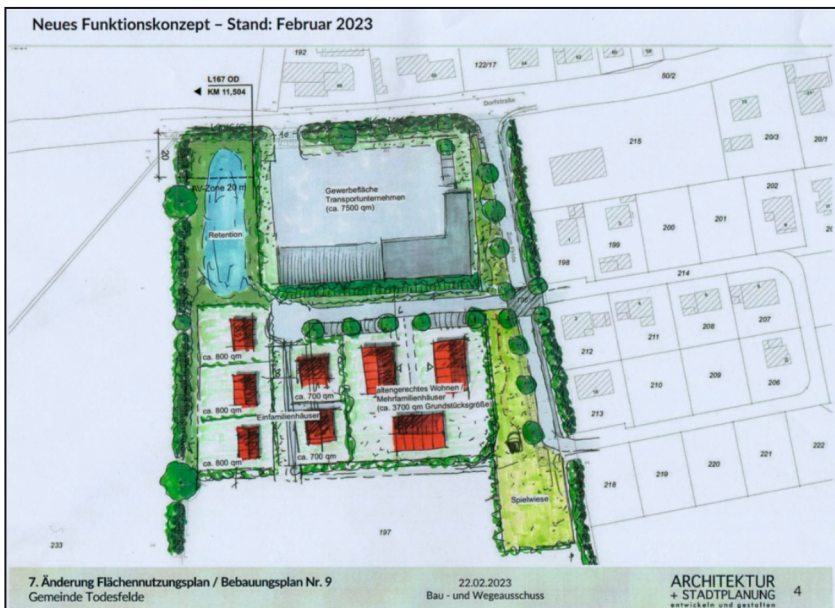 Neues Funktionskonzept – Stand: Februar 2023
192
122/17
50/2
L167 OD
KM 11,504
Dorfstraße
20
AV-Zone 20 m
Retention
Gewerbefläche
Transportunternehmen
(ca. 7500 qm)
215
20/3
20/1
202
198
199
200
201
214
212
211
208
207
213
210
209
206
ca. 800 qm
ca. 800 qm
ca. 800 qm
ca. 700 qm
ca. 700 qm
Einfamilienhäuser
altengerechtes Wohnen /
Mehrfamilienhäuser
(ca. 3700 qm Grundstücksgröße)
Spielwiese
218
219
220
221
222
233
197
7. Änderung Flächennutzungsplan / Bebauungsplan Nr. 9
Gemeinde Todesfelde
22.02.2023
Bau - und Wegeausschuss
ARCHITEKTUR
+ STADTPLANUNG
entwickeln und gestalten
4